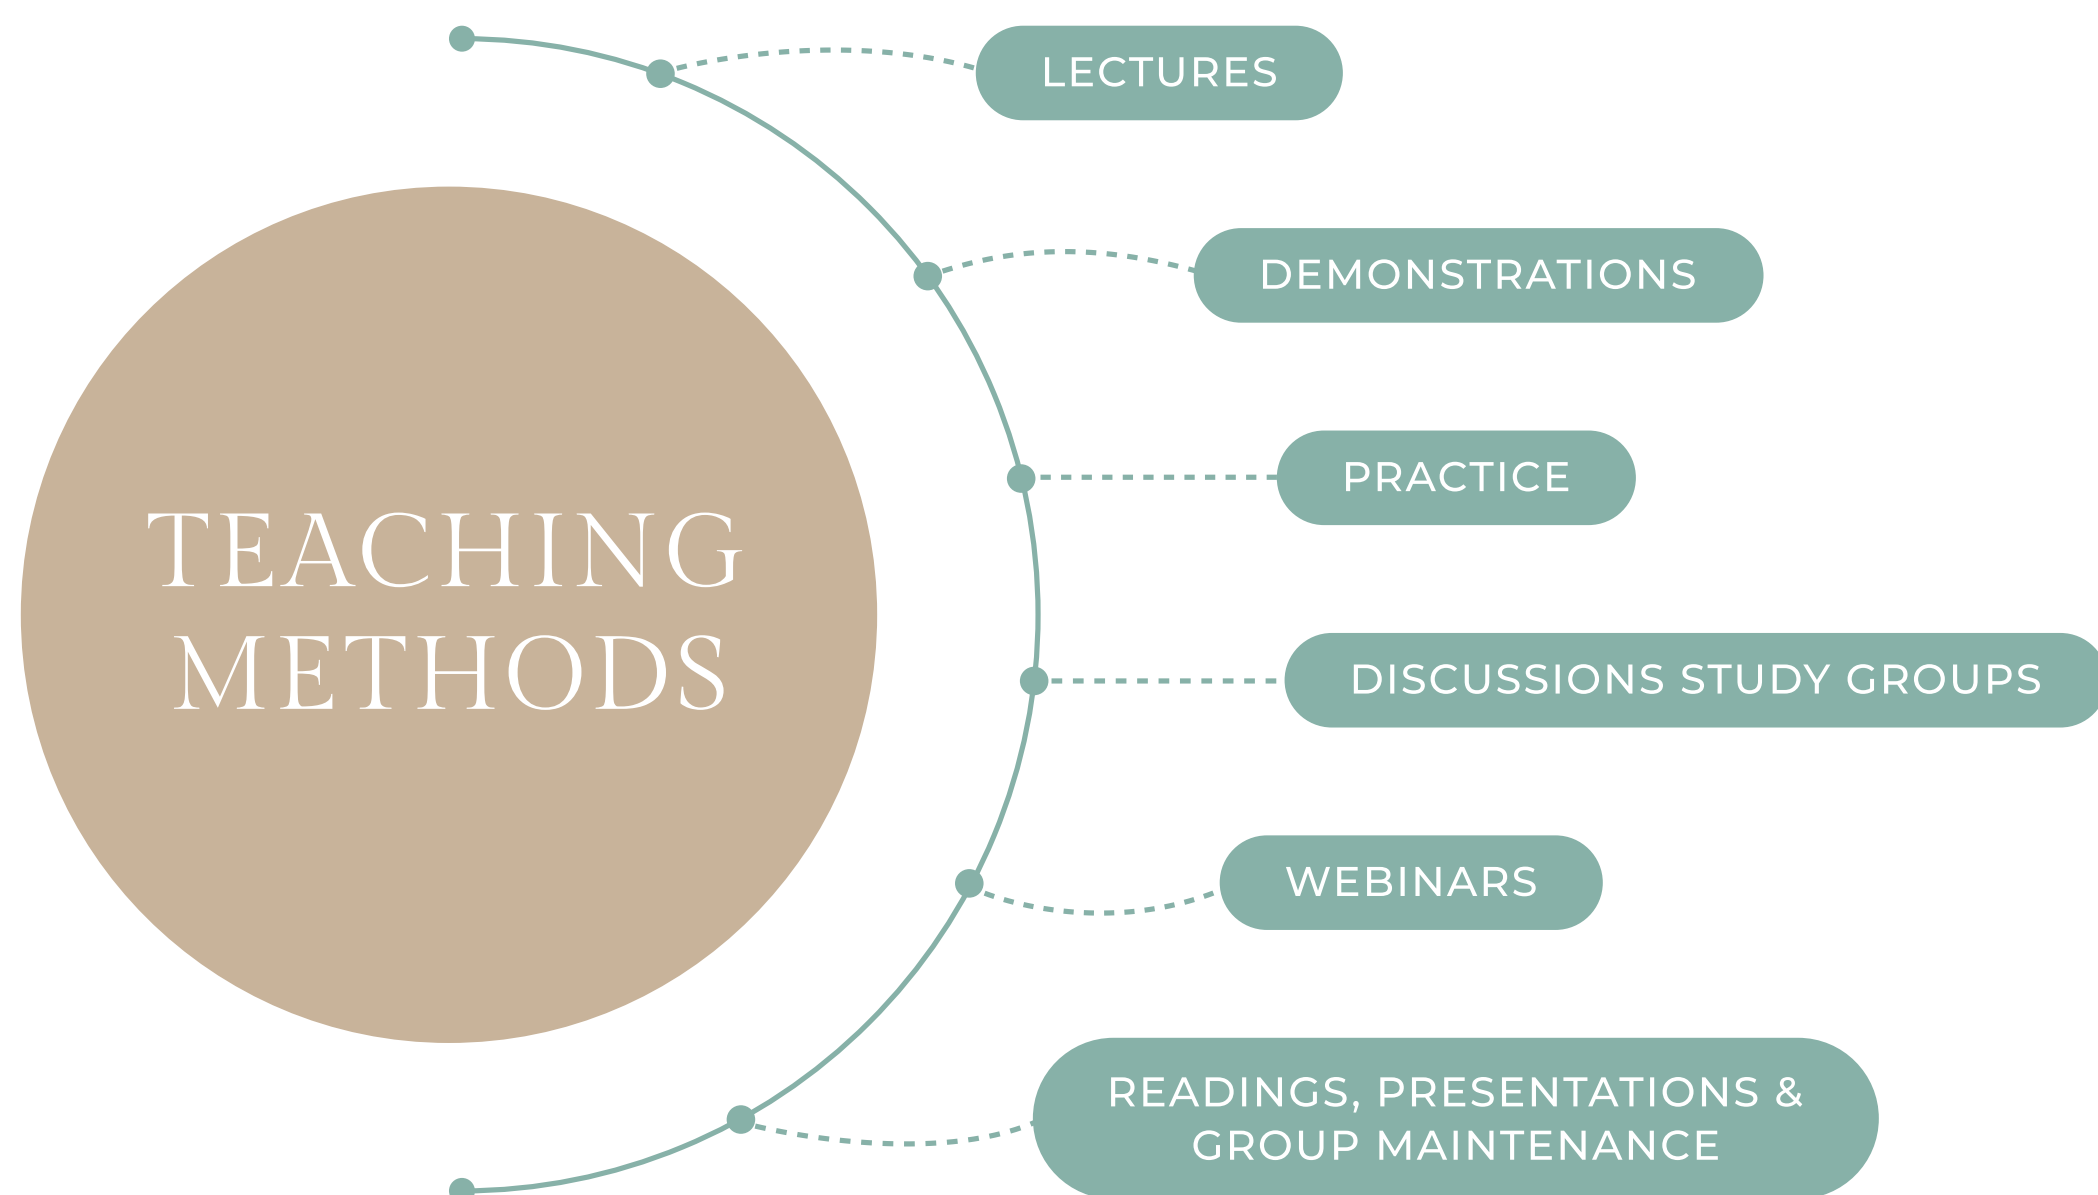 TEACHING
METHODS
LECTURES
DEMONSTRATIONS
PRACTICE
DISCUSSIONS STUDY GROUPS
WEBINARS
READINGS, PRESENTATIONS &
GROUP MAINTENANCE